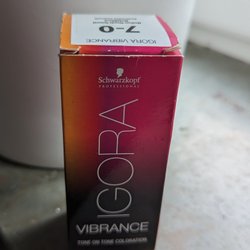 IGORA VIBRANCE
7-0
Schwarzkopf
PROFESSIONAL
IGORA
VIBRANCE
TONE ON TONE COLORATION